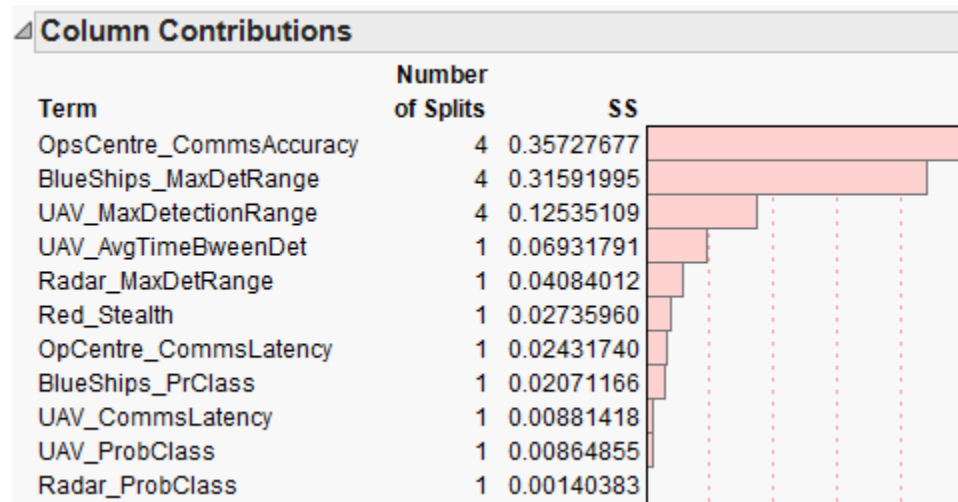 Column Contributions
Number
Term of Splits SS
OpsCentre_CommsAccuracy 4 0.35727677
BlueShips_MaxDetRange 4 0.31591995
UAV_MaxDetectionRange 4 0.12535109
UAV_AvgTimeBweenDet 1 0.06931791
Radar_MaxDetRange 1 0.04084012
Red_Stealth 1 0.02735960
OpCentre_CommsLatency 1 0.02431740
BlueShips_PrClass 1 0.02071166
UAV_CommsLatency 1 0.00881418
UAV_ProbClass 1 0.00864855
Radar_ProbClass 1 0.00140383